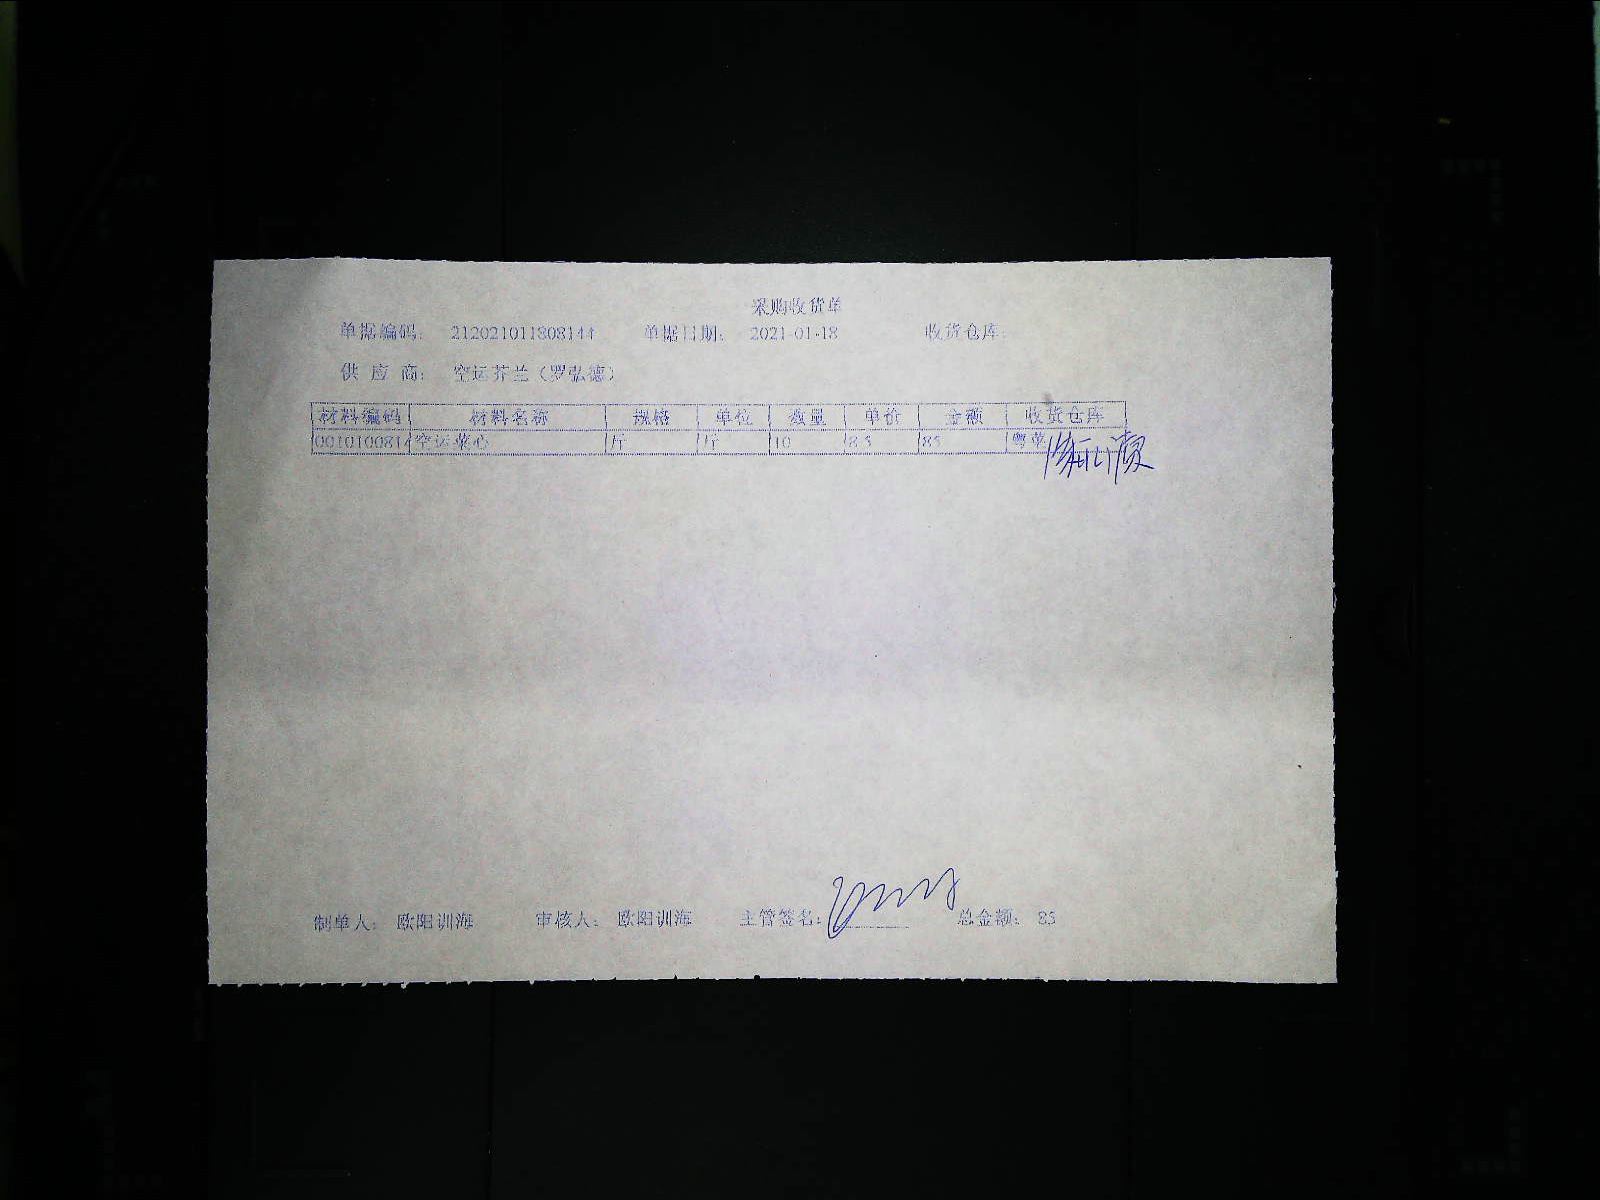 采购收货单
单据编码: 212021011808144 单据日期: 2021-01-18 收货仓库:
供应商: 空运芥兰(罗弘德)
材料编码 材料名称 规格 单位 数量 单价 金额 收货仓库
0010100814 空运菜心 斤 斤 10 8.5 85 粤菜
制单人: 欧阳训海 审核人: 欧阳训海 主管签名: 总金额: 85